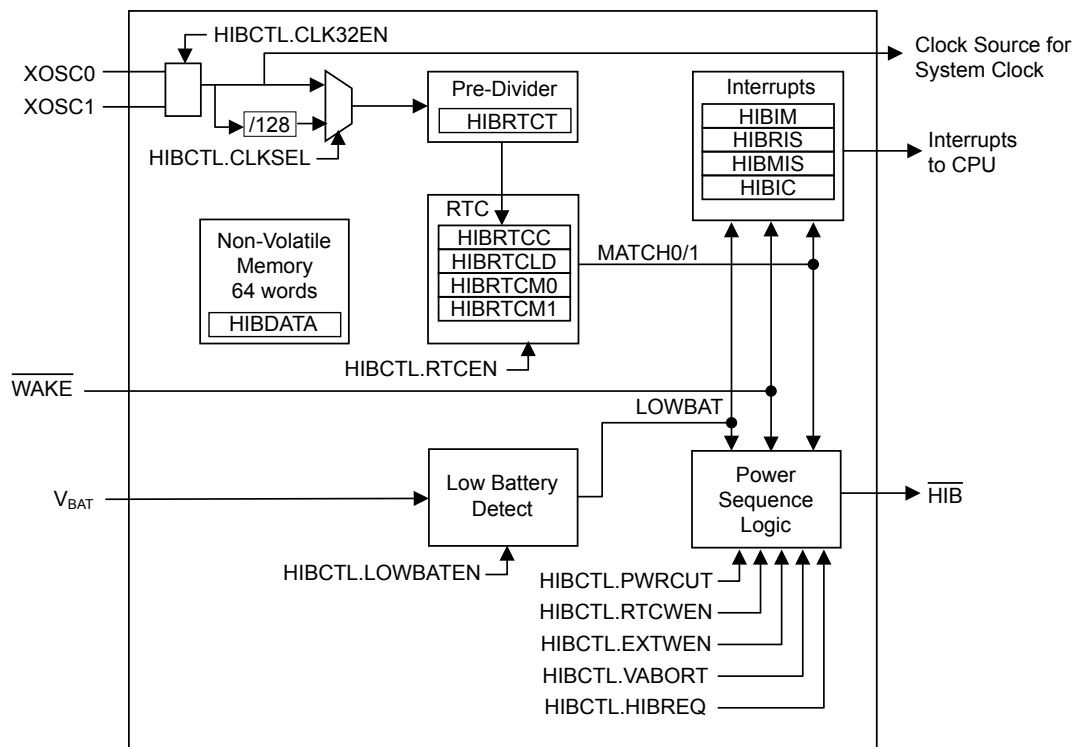 HIBCTL.CLK32EN
XOSC0
XOSC1
Clock Source for
System Clock
/128
HIBCTL.CLKSEL
Pre-Divider
HIBRTCT
Interrupts
HIBIM
HIBRIS
HIBMIS
HIBIC
Interrupts
to CPU
Non-Volatile
Memory
64 words
HIBDATA
RTC
HIBRTCC
HIBRTCLD
HIBRTCM0
HIBRTCM1
MATCH0/1
HIBCTL.RTCEN
WAKE
LOWBAT
VBAT
Low Battery
Detect
HIBCTL.LOWBATEN
Power
Sequence
Logic
HIB
HIBCTL.PWRCUT
HIBCTL.RTCWEN
HIBCTL.EXTWEN
HIBCTL.VABORT
HIBCTL.HIBREQ